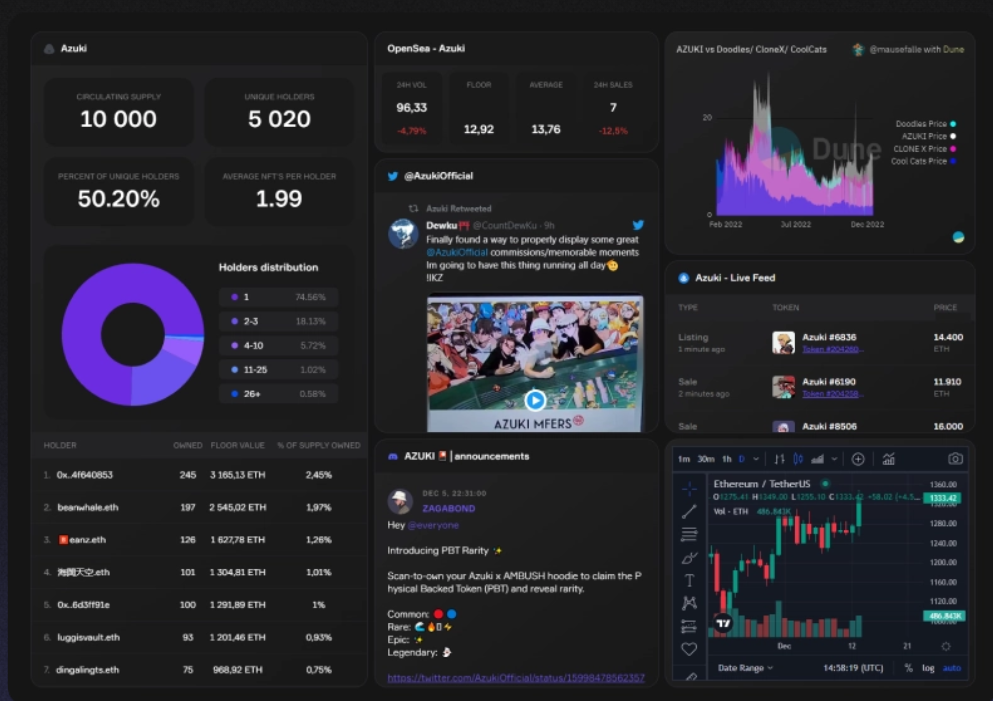 Azuki
CIRCULATING SUPPLY
10 000
UNIQUE HOLDERS
5 020
PERCENT OF UNIQUE HOLDERS
50.20%
AVERAGE NFT'S PER HOLDER
1.99
Holders distribution
1 74.56%
2-3 18.13%
4-10 5.72%
11-25 1.02%
26+ 0.58%
HOLDER OWNED FLOOR VALUE % OF SUPPLY OWNED
1. 0x..4f640853 245 3 165,13 ETH 2,45%
2. beanwhale.eth 197 2 545,02 ETH 1,97%
3. eanz.eth 126 1 627,78 ETH 1,26%
4. 海闊天空.eth 101 1 304,81 ETH 1,01%
5. 0x..6d3ff91e 100 1 291,89 ETH 1%
6. luggisvault.eth 93 1 201,46 ETH 0,93%
7. dingalingts.eth 75 968,92 ETH 0,75%
OpenSea - Azuki
24H VOL FLOOR AVERAGE 24H SALES
96,33 12,92 13,76 7
-4,79% -12,5%
@AzukiOfficial
Azuki Retweeted
Dewku @CountDewKu · 9h
Finally found a way to properly display some great
@AzukiOfficial commissions/memorable moments
Im going to have this thing running all day🫡
!IKZ
AZUKI MFERS
AZUKI | announcements
DEC 5, 22:31:00
ZAGABOND
Hey @everyone
Introducing PBT Rarity ✨
Scan-to-own your Azuki x AMBUSH hoodie to claim the P
hysical Backed Token (PBT) and reveal rarity.
Common: 🔴 🔵
Rare: 🌊 🔥 ⚡
Epic: ✨
Legendary: 👻
https://twitter.com/AzukiOfficial/status/15998478562357
AZUKI vs Doodles/ CloneX/ CoolCats @mausefalle with Dune
20
0
Feb 2022 Jul 2022 Dec 2022
Dune
Doodles Price
AZUKI Price
CLONE X Price
Cool Cats Price
Azuki - Live Feed
TYPE TOKEN PRICE
Listing Azuki #6836 14.400
1 minute ago Token #204260... ETH
Sale Azuki #6190 11.910
2 minutes ago Token #204258... ETH
Sale Azuki #8506 16.000
1m 30m 1h D
Ethereum / TetherUS
O1275.41 H1349.00 L1255.10 C1333.42 +58.02 (+4.5...
Vol · ETH 486.843K
1360.00
1333.42
1320.00
1280.00
1240.00
1200.00
1160.00
1120.00
486.843K
Dec 12 21
Date Range 14:58:19 (UTC) % log auto